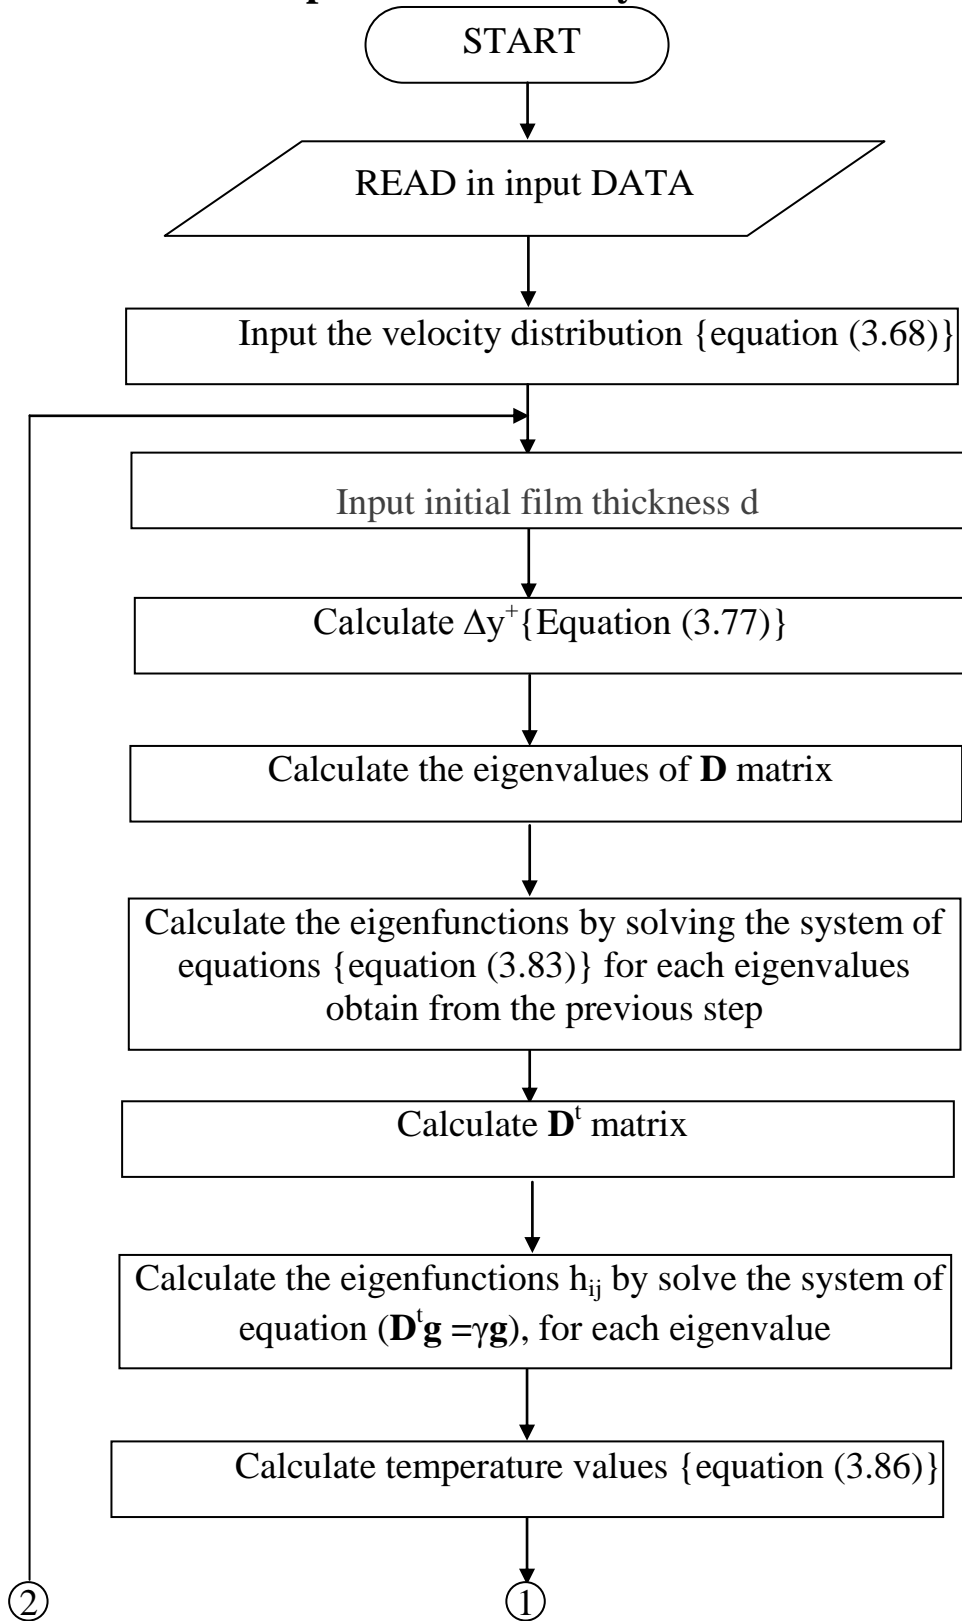 START
READ in input DATA
Input the velocity distribution {equation (3.68)}
Input initial film thickness d
Calculate Δy⁺{Equation (3.77)}
Calculate the eigenvalues of D matrix
Calculate the eigenfunctions by solving the system of
equations {equation (3.83)} for each eigenvalues
obtain from the previous step
Calculate Dᵗ matrix
Calculate the eigenfunctions hᵢⱼ by solve the system of
equation (Dᵗg =γg), for each eigenvalue
Calculate temperature values {equation (3.86)}
2
1